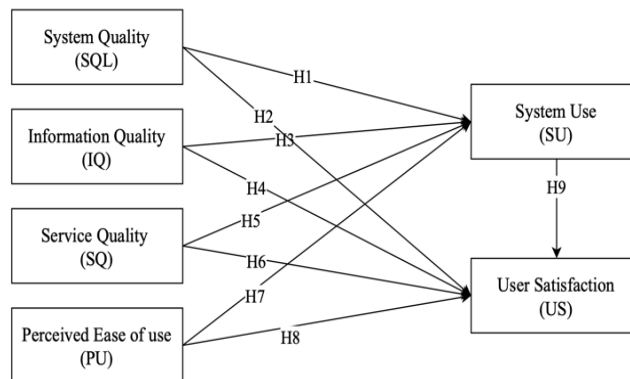 System Quality
(SQL)
H1
Information Quality
(IQ)
H2
H3
System Use
(SU)
H4
H9
Service Quality
(SQ)
H5
H6
User Satisfaction
(US)
H7
Perceived Ease of use
(PU)
H8